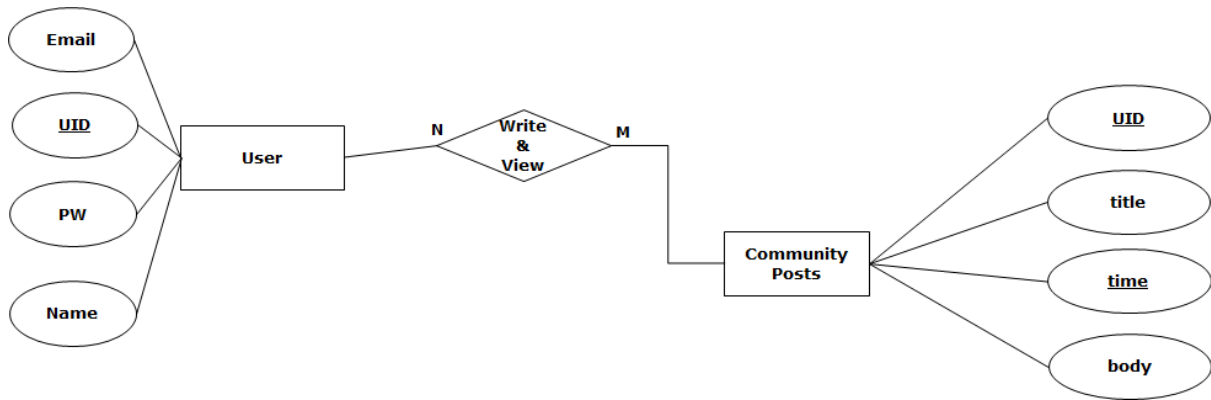 Email
UID
PW
Name
User
N
Write
&
View
M
Community
Posts
UID
title
time
body